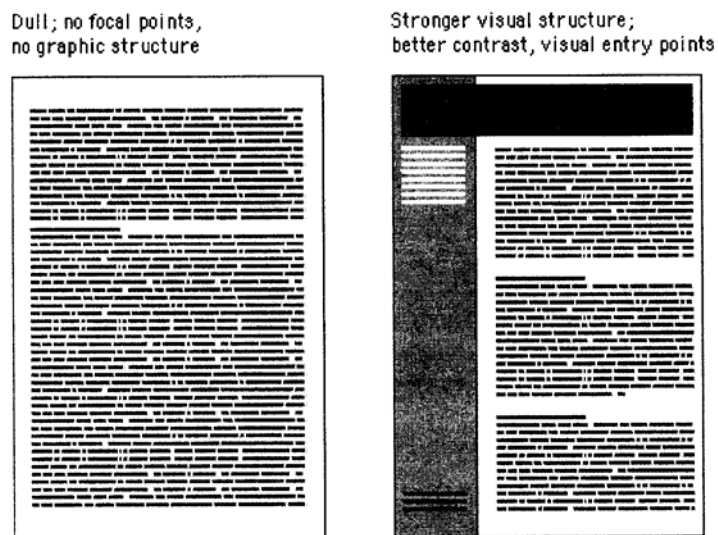 Dull; no focal points,
no graphic structure
Stronger visual structure;
better contrast, visual entry points